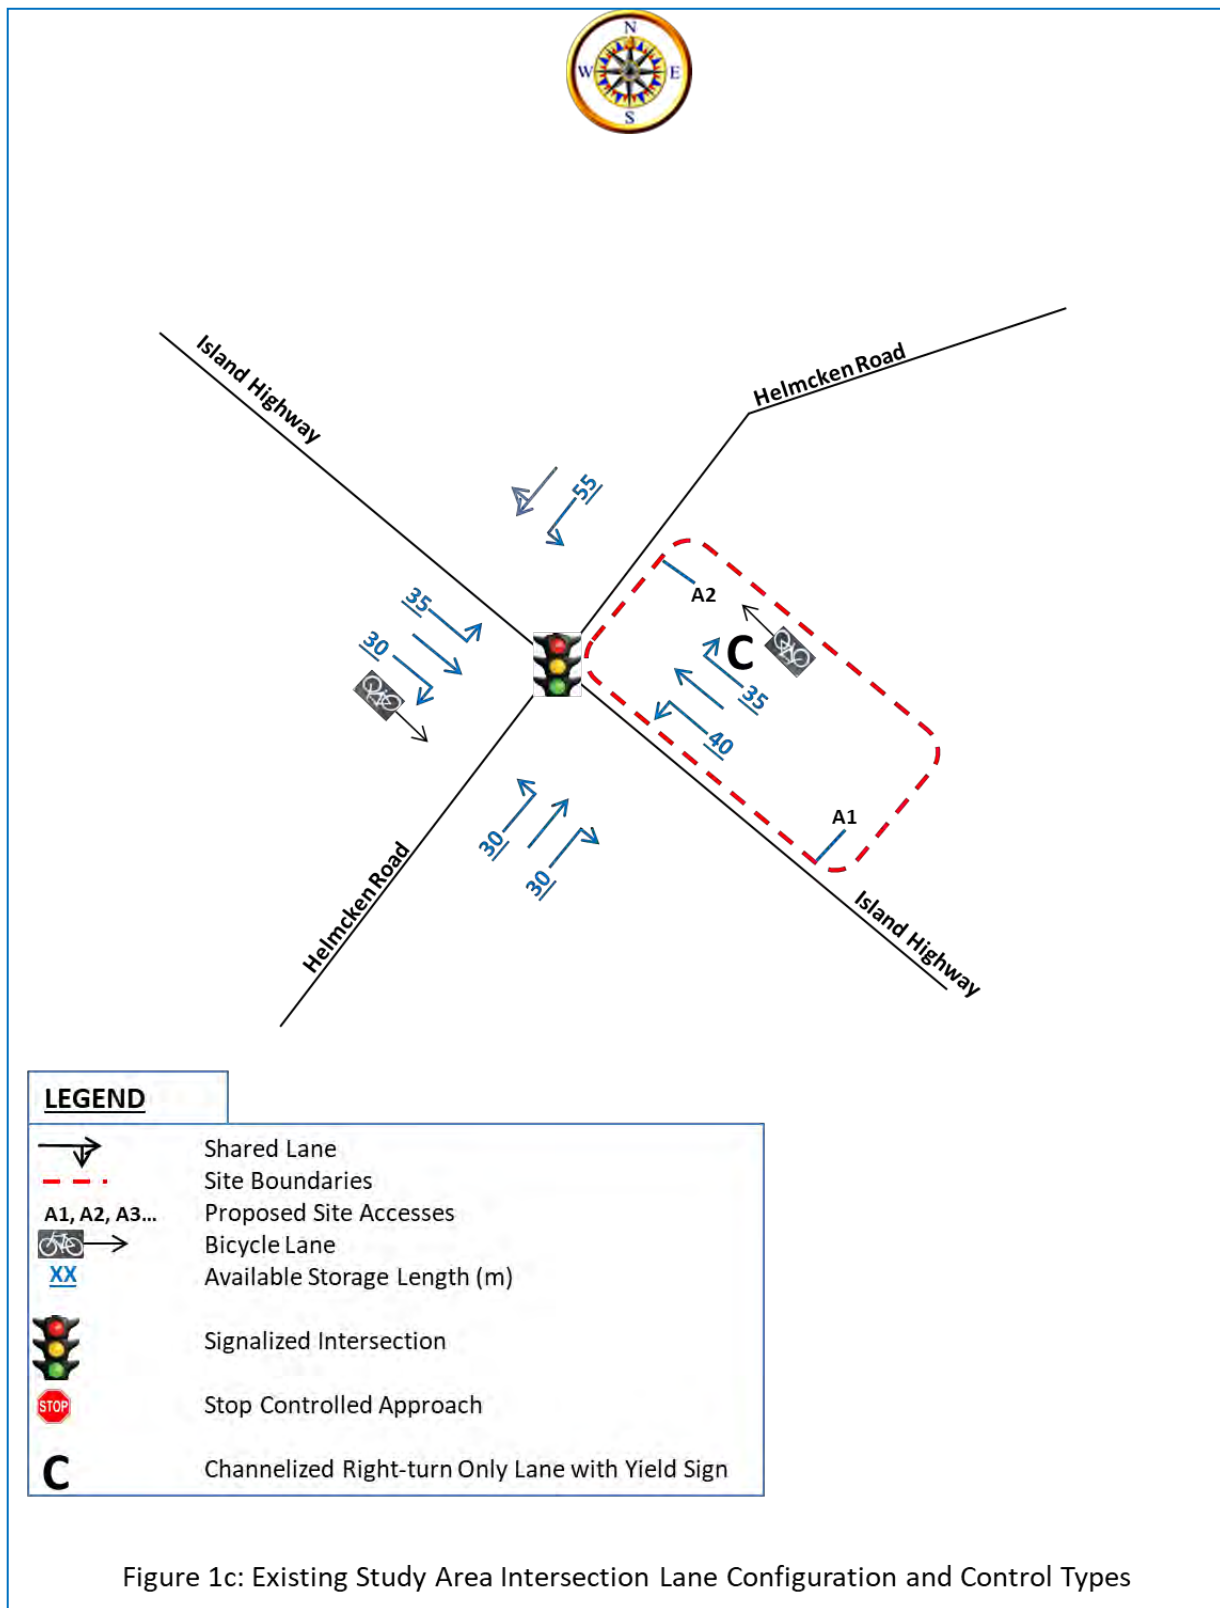 N
W
E
S
Island Highway
Helmcken Road
55
35
30
A2
C
35
40
A1
30
30
Helmcken Road
Island Highway
LEGEND
Shared Lane
Site Boundaries
A1, A2, A3... Proposed Site Accesses
Bicycle Lane
XX Available Storage Length (m)
Signalized Intersection
STOP Stop Controlled Approach
C Channelized Right-turn Only Lane with Yield Sign
Figure 1c: Existing Study Area Intersection Lane Configuration and Control Types